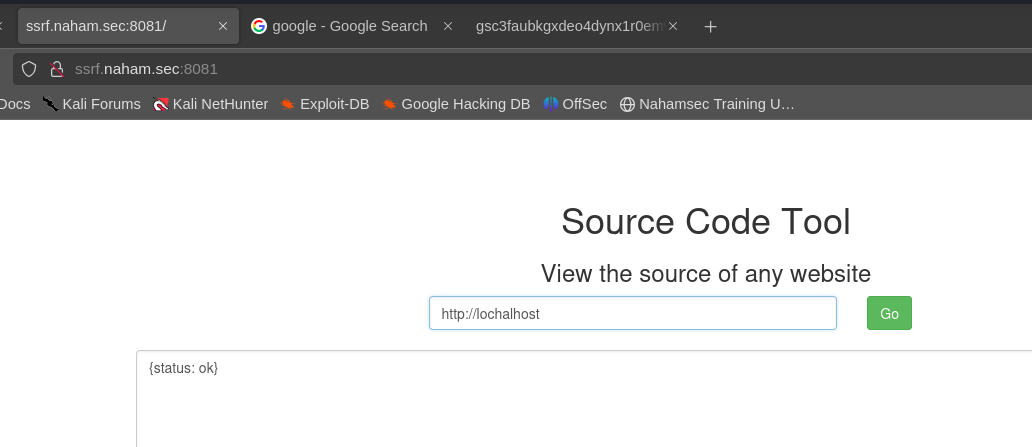 ssrf.naham.sec:8081/ google - Google Search gsc3faubkgxdeo4dynx1r0em
ssrf.naham.sec:8081
Docs Kali Forums Kali NetHunter Exploit-DB Google Hacking DB OffSec Nahamsec Training U…
Source Code Tool
View the source of any website
http://lochalhost Go
{status: ok}